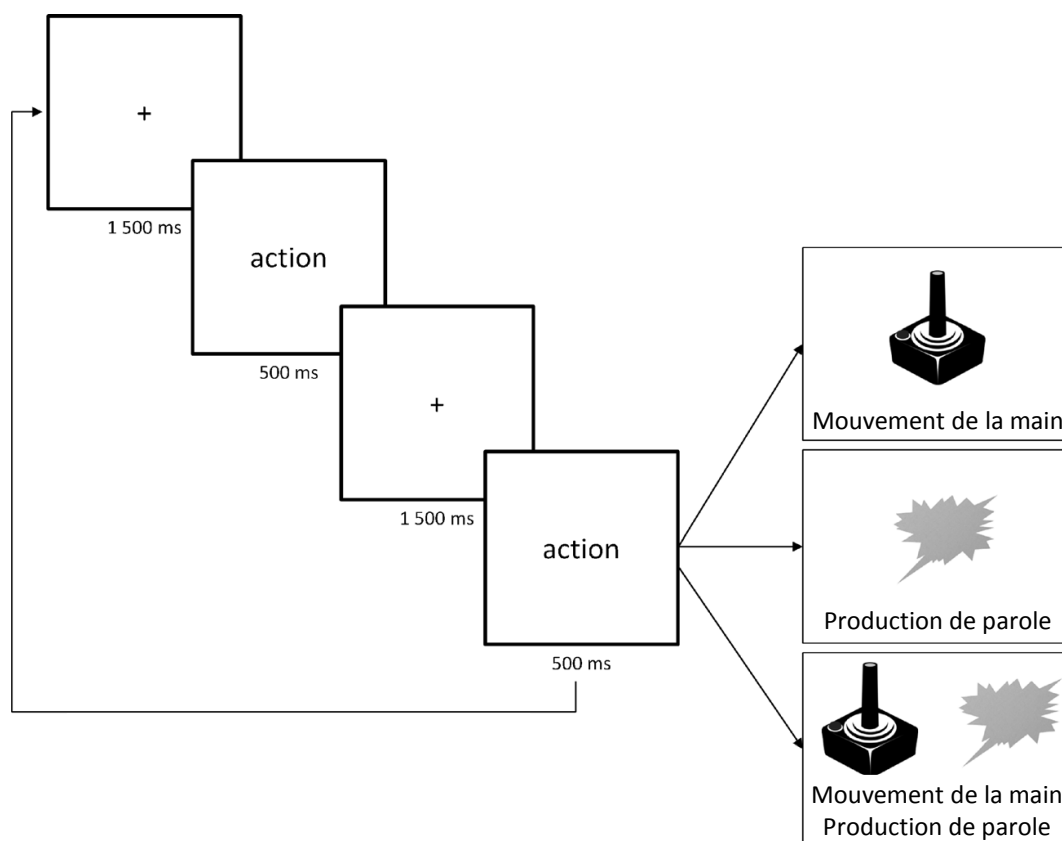 +
1 500 ms
action
500 ms
+
1 500 ms
action
500 ms
Mouvement de la main
Production de parole
Mouvement de la main
Production de parole